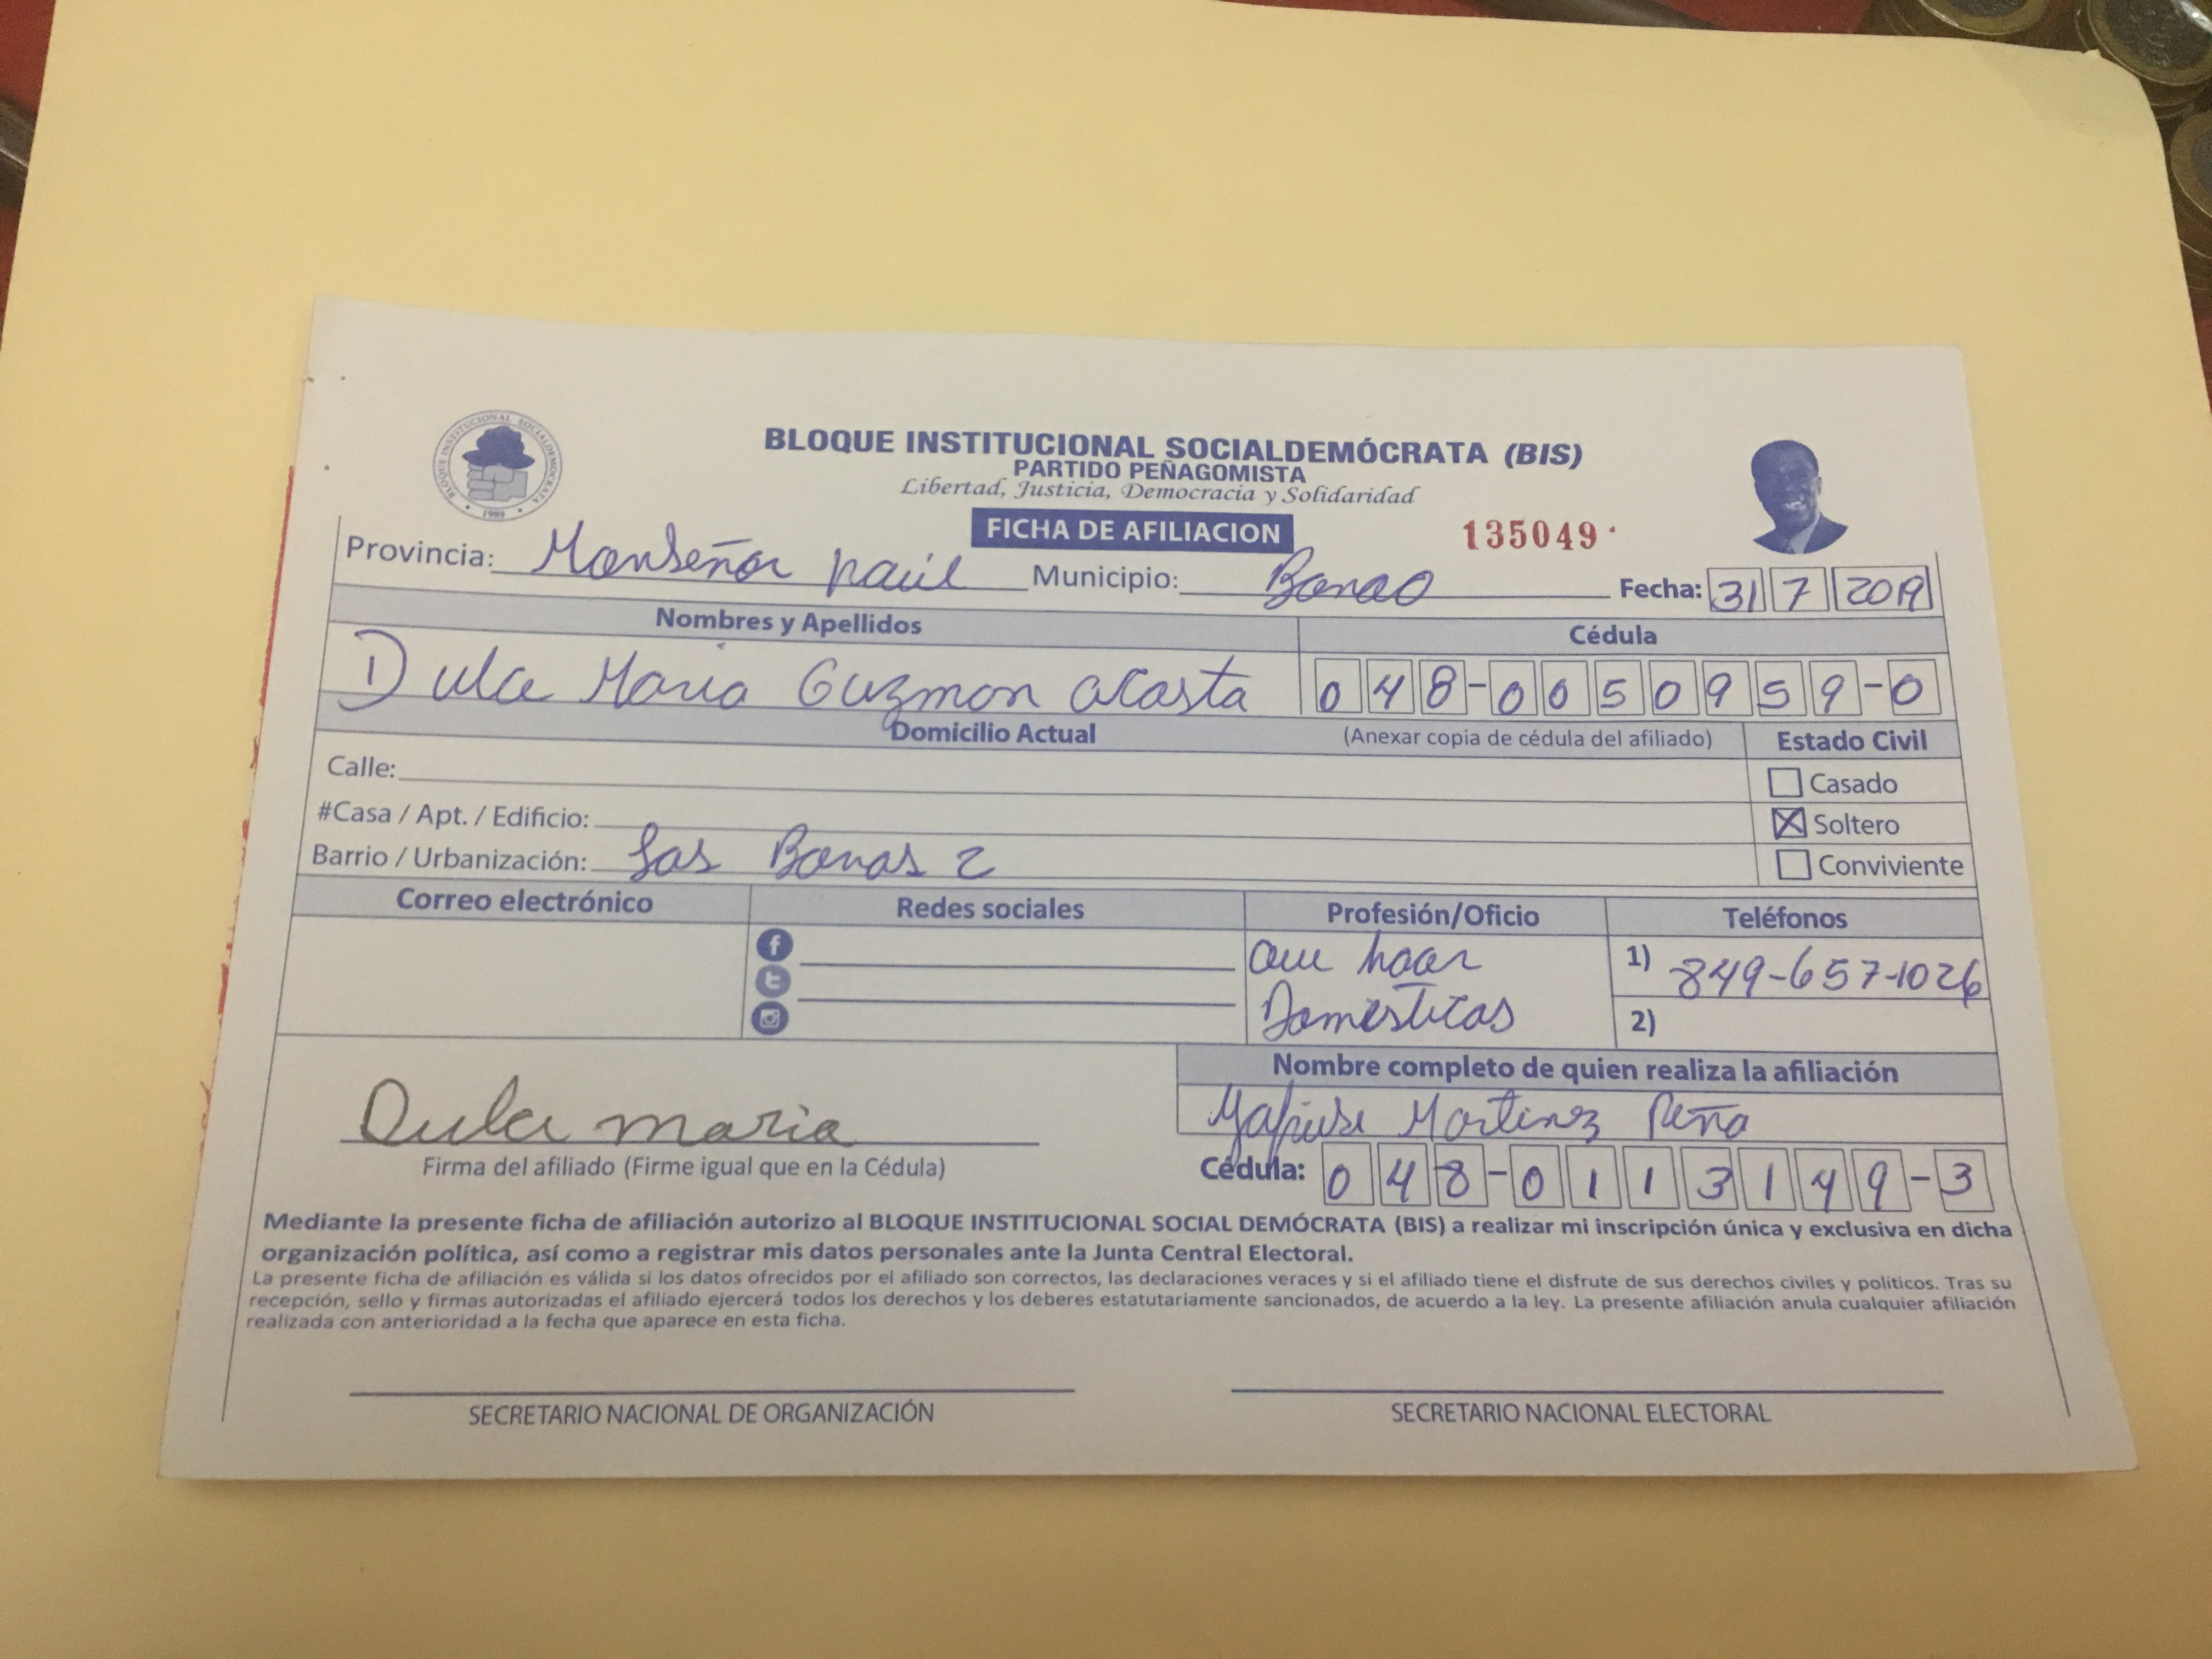 BLOQUE INSTITUCIONAL SOCIALDEMOCRATA
1989
BLOQUE INSTITUCIONAL SOCIALDEMÓCRATA (BIS)
PARTIDO PEÑAGOMISTA
Libertad, Justicia, Democracia y Solidaridad
FICHA DE AFILIACION
135049
Provincia: Monseñor Municipio: Bonao Fecha: 31 7 2019
Nombres y Apellidos Cédula
Dulce Maria Guzmon acosta 048-0050959-0
Domicilio Actual (Anexar copia de cédula del afiliado) Estado Civil
Calle: Casado
#Casa / Apt. / Edificio: Soltero
Barrio / Urbanización: 2 Conviviente
Correo electrónico Redes sociales Profesión/Oficio Teléfonos
1) 849-657-1026
Domesticas
2)
Nombre completo de quien realiza la afiliación
Martinez Peña
Dulce maria
Firma del afiliado (Firme igual que en la Cédula) Cédula: 048-0113149-3
Mediante la presente ficha de afiliación autorizo al BLOQUE INSTITUCIONAL SOCIAL DEMÓCRATA (BIS) a realizar mi inscripción única y exclusiva en dicha
organización política, así como a registrar mis datos personales ante la Junta Central Electoral.
La presente ficha de afiliación es válida si los datos ofrecidos por el afiliado son correctos, las declaraciones veraces y si el afiliado tiene el disfrute de sus derechos civiles y políticos. Tras su
recepción, sello y firmas autorizadas el afiliado ejercerá todos los derechos y los deberes estatutariamente sancionados, de acuerdo a la ley. La presente afiliación anula cualquier afiliación
realizada con anterioridad a la fecha que aparece en esta ficha.
SECRETARIO NACIONAL DE ORGANIZACIÓN SECRETARIO NACIONAL ELECTORAL